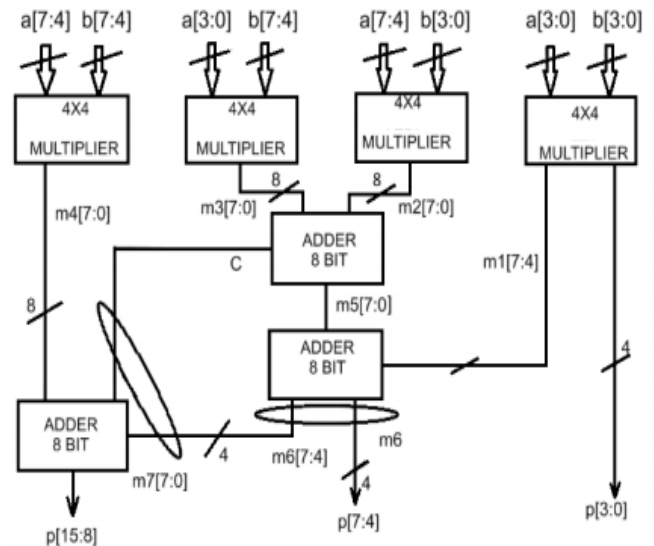 a[7:4] b[7:4] a[3:0] b[7:4] a[7:4] b[3:0] a[3:0] b[3:0]
4X4
MULTIPLIER
4X4
MULTIPLIER
4X4
MULTIPLIER
4X4
MULTIPLIER
8
8
m4[7:0]
m3[7:0]
m2[7:0]
ADDER
8 BIT
C
m1[7:4]
m5[7:0]
8
ADDER
8 BIT
4
ADDER
8 BIT
4
m6[7:4]
m6
m7[7:0]
4
p[15:8]
p[7:4]
p[3:0]